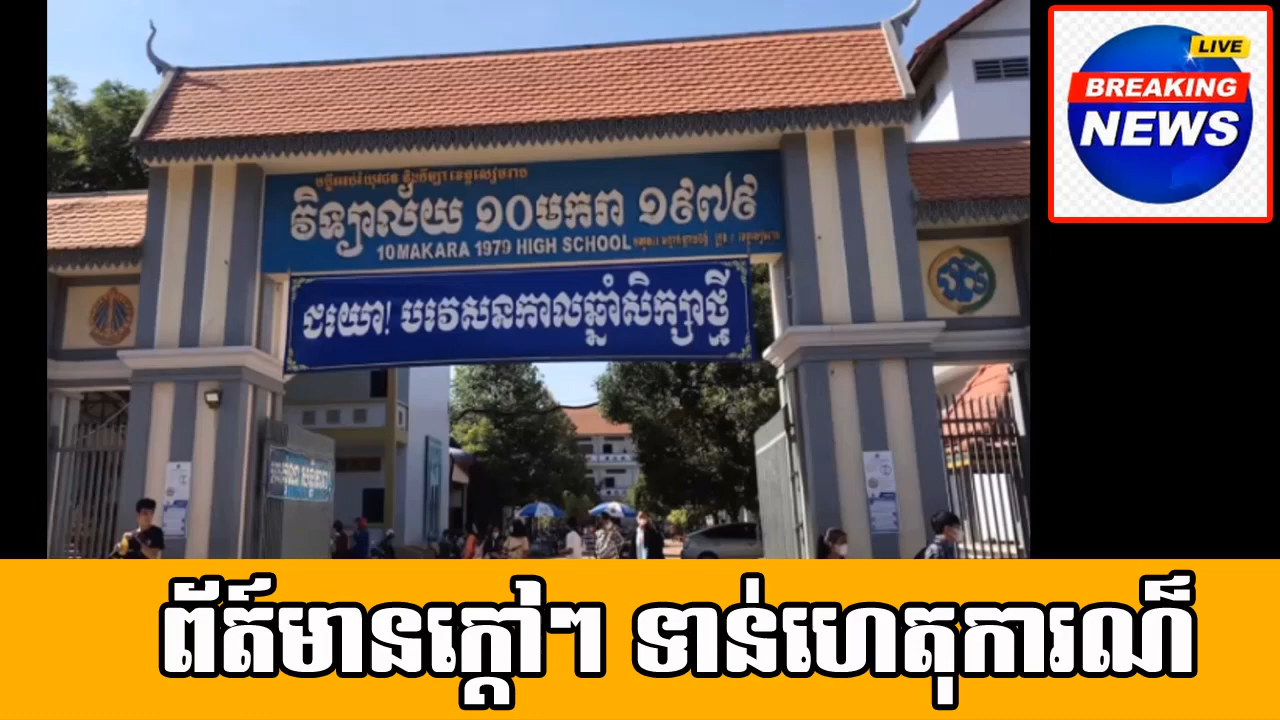 LIVE
BREAKING
NEWS
វិទ្យាល័យ ១០មករា ១៩៧៩
10 MAKARA 1979 HIGH SCHOOL
ជយោ! បវេសនកាលឆ្នាំសិក្សាថ្មី
ព័ត៌មានក្តៅៗ ទាន់ហេតុការណ៍